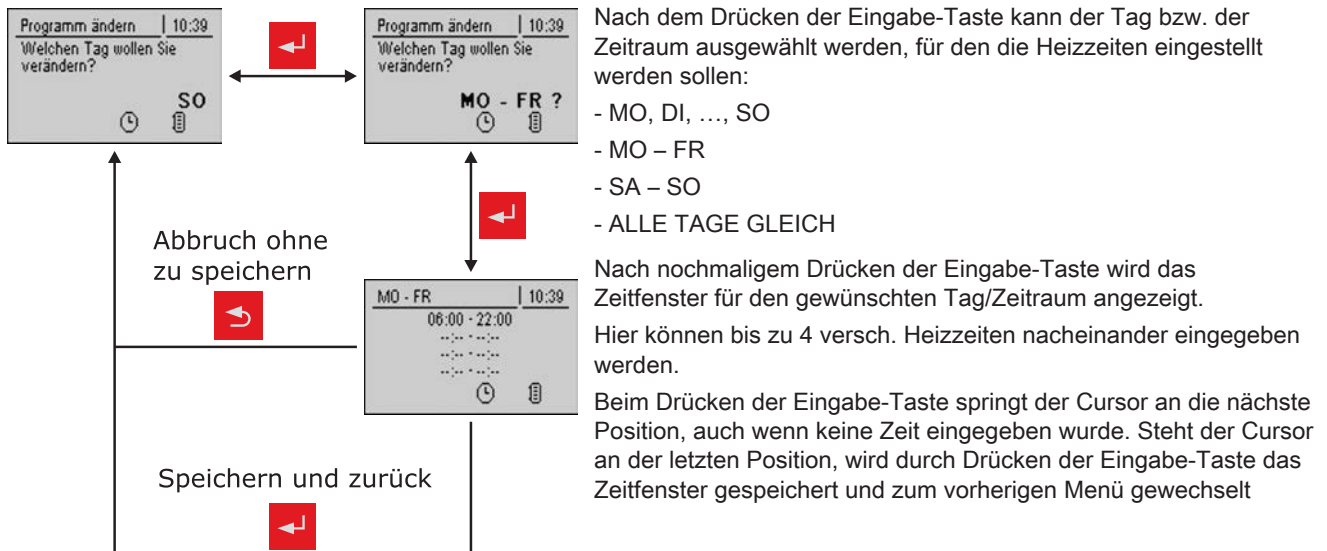 Programm ändern | 10:39
Welchen Tag wollen Sie
verändern?
SO
Programm ändern | 10:39
Welchen Tag wollen Sie
verändern?
MO - FR ?
Abbruch ohne
zu speichern
MO - FR | 10:39
06:00 - 22:00
--:-- - --:--
--:-- - --:--
--:-- - --:--
Speichern und zurück
Nach dem Drücken der Eingabe-Taste kann der Tag bzw. der
Zeitraum ausgewählt werden, für den die Heizzeiten eingestellt
werden sollen:
- MO, DI, …, SO
- MO – FR
- SA – SO
- ALLE TAGE GLEICH
Nach nochmaligem Drücken der Eingabe-Taste wird das
Zeitfenster für den gewünschten Tag/Zeitraum angezeigt.
Hier können bis zu 4 versch. Heizzeiten nacheinander eingegeben
werden.
Beim Drücken der Eingabe-Taste springt der Cursor an die nächste
Position, auch wenn keine Zeit eingegeben wurde. Steht der Cursor
an der letzten Position, wird durch Drücken der Eingabe-Taste das
Zeitfenster gespeichert und zum vorherigen Menü gewechselt